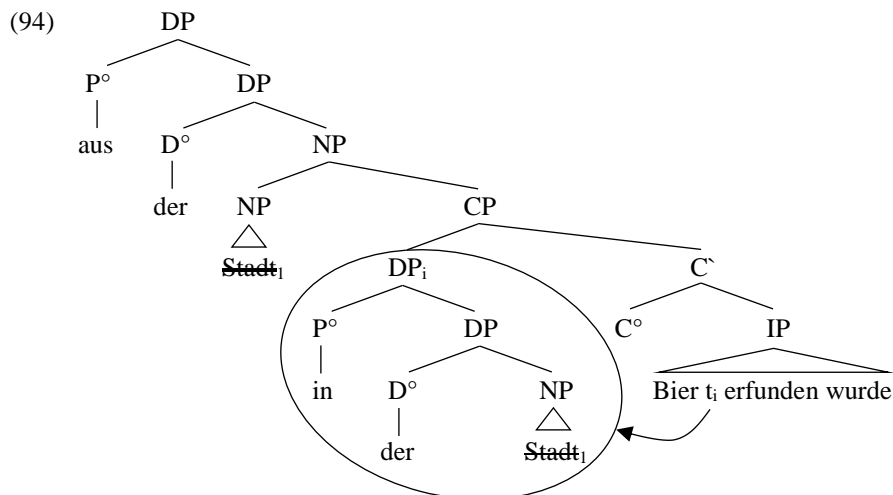 (94) DP
P° DP
aus D° NP
der NP CP
Stadt₁ DPᵢ C`
P° DP C° IP
in D° NP Bier tᵢ erfunden wurde
der Stadt₁